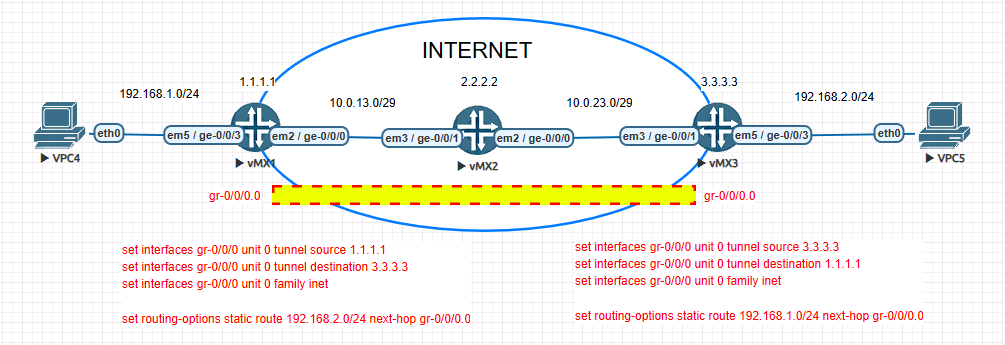 INTERNET
1.1.1.1
2.2.2.2
3.3.3.3
192.168.1.0/24
10.0.13.0/29
10.0.23.0/29
192.168.2.0/24
eth0
em5 / ge-0/0/3
em2 / ge-0/0/0
em3 / ge-0/0/1
em2 / ge-0/0/0
em3 / ge-0/0/1
em5 / ge-0/0/3
eth0
VPC4
vMX1
vMX2
vMX3
VPC5
gr-0/0/0.0
gr-0/0/0.0
set interfaces gr-0/0/0 unit 0 tunnel source 1.1.1.1
set interfaces gr-0/0/0 unit 0 tunnel destination 3.3.3.3
set interfaces gr-0/0/0 unit 0 family inet
set routing-options static route 192.168.2.0/24 next-hop gr-0/0/0.0
set interfaces gr-0/0/0 unit 0 tunnel source 3.3.3.3
set interfaces gr-0/0/0 unit 0 tunnel destination 1.1.1.1
set interfaces gr-0/0/0 unit 0 family inet
set routing-options static route 192.168.1.0/24 next-hop gr-0/0/0.0